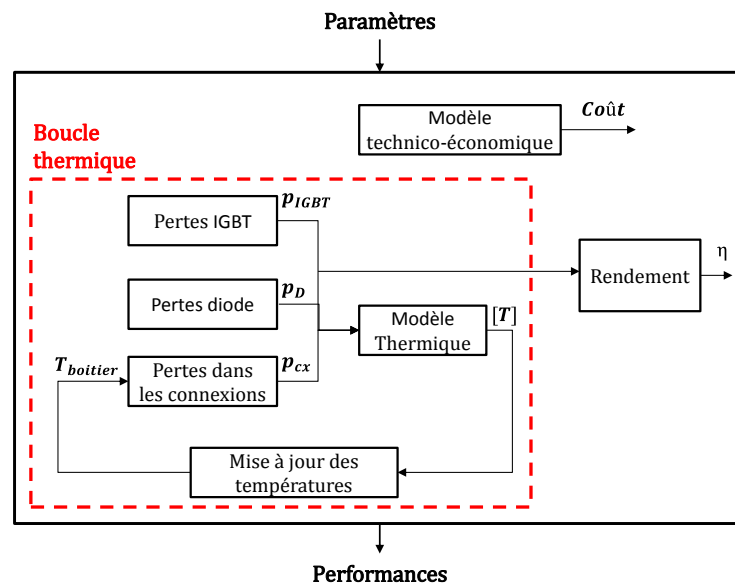 Paramètres
Modèle
technico-économique
Coût
Boucle
thermique
Pertes IGBT
p_IGBT
Pertes diode
p_D
Modèle
Thermique
[T]
Rendement
η
T_boitier
Pertes dans
les connexions
p_cx
Mise à jour des
températures
Performances